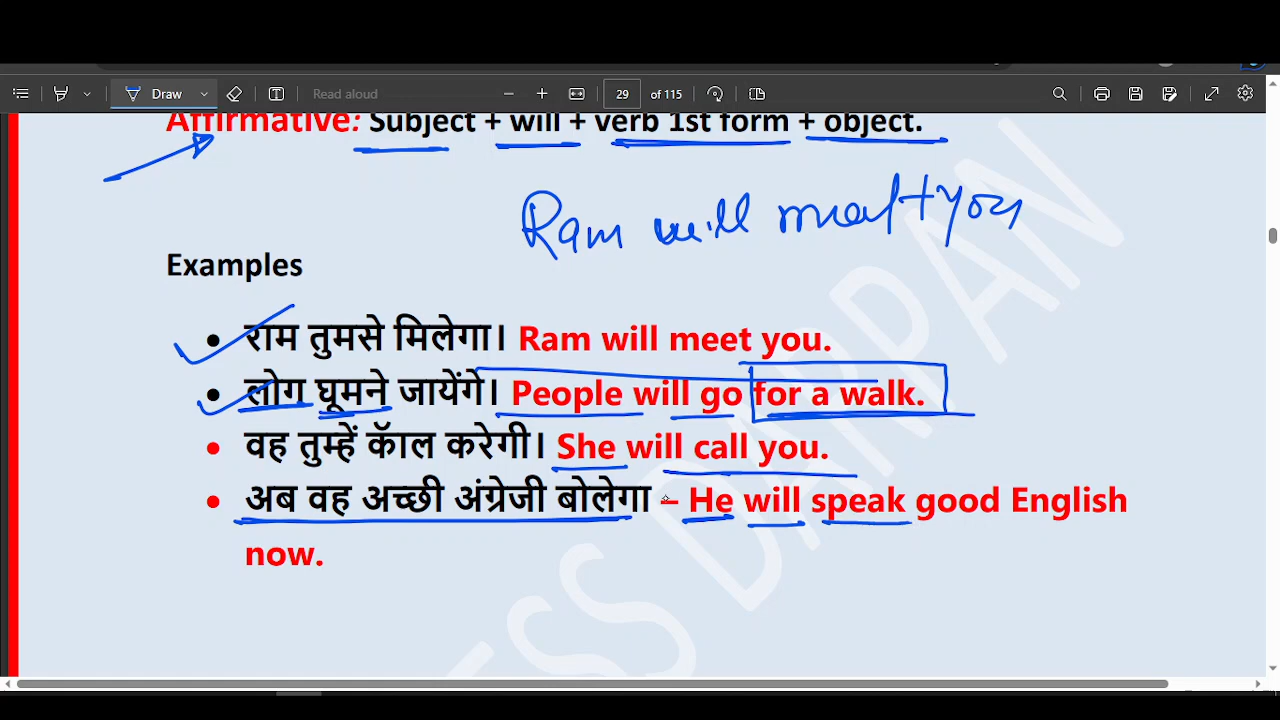 Draw
Read aloud
29 of 115
Affirmative: Subject + will + verb 1st form + object.
Ram will meet you
Examples
• राम तुमसे मिलेगा। Ram will meet you.
• लोग घूमने जायेंगे। People will go for a walk.
• वह तुम्हें कॅाल करेगी। She will call you.
• अब वह अच्छी अंग्रेजी बोलेगा – He will speak good English
now.
ESS DARPAN